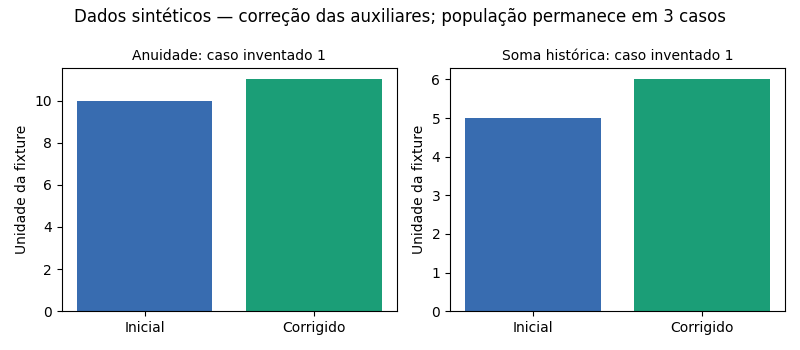 Dados sintéticos — correção das auxiliares; população permanece em 3 casos
Anuidade: caso inventado 1
Unidade da fixture
10
8
6
4
2
0
Inicial
Corrigido
Soma histórica: caso inventado 1
Unidade da fixture
6
5
4
3
2
1
0
Inicial
Corrigido